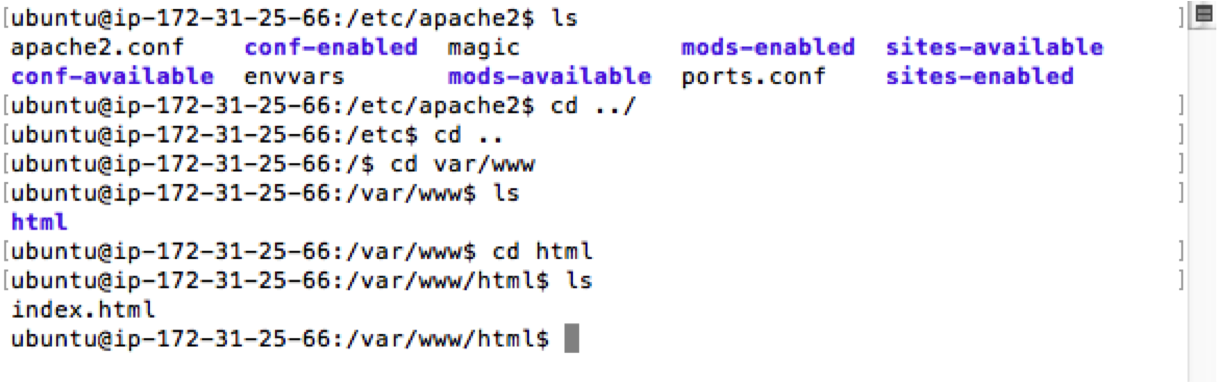 [ubuntu@ip-172-31-25-66:/etc/apache2$ ls ]
apache2.conf conf-enabled magic mods-enabled sites-available
conf-available envvars mods-available ports.conf sites-enabled
[ubuntu@ip-172-31-25-66:/etc/apache2$ cd ../ ]
[ubuntu@ip-172-31-25-66:/etc$ cd .. ]
[ubuntu@ip-172-31-25-66:/$ cd var/www ]
[ubuntu@ip-172-31-25-66:/var/www$ ls ]
html
[ubuntu@ip-172-31-25-66:/var/www$ cd html ]
[ubuntu@ip-172-31-25-66:/var/www/html$ ls ]
index.html
ubuntu@ip-172-31-25-66:/var/www/html$